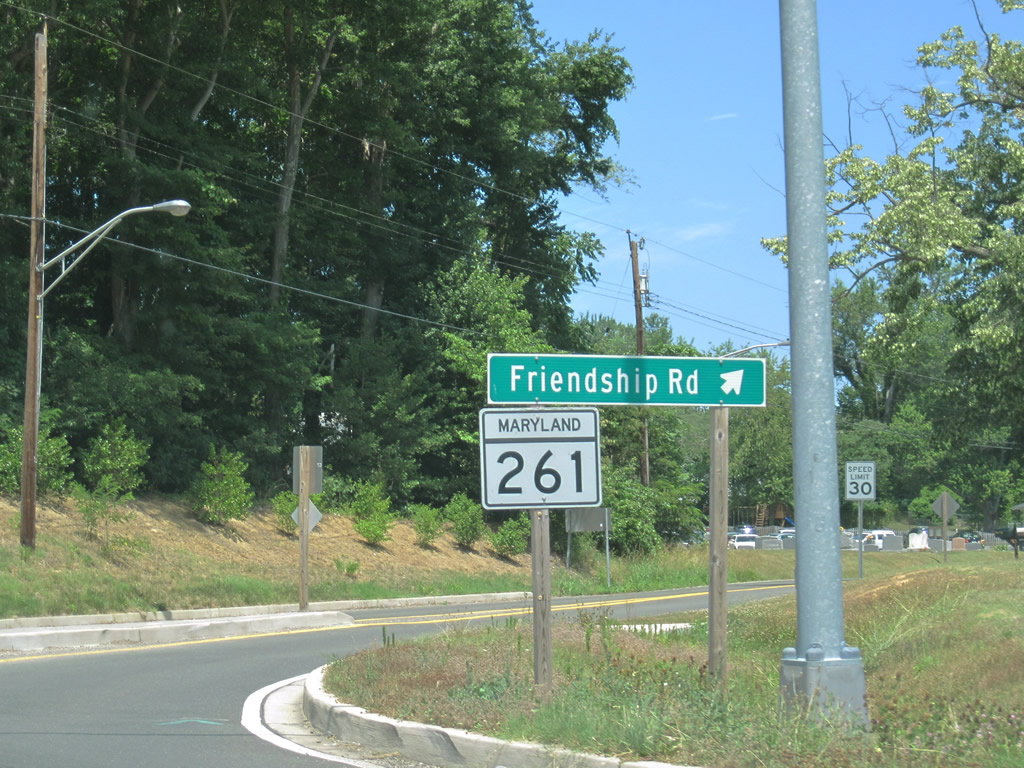 Friendship Rd
MARYLAND
261
SPEED
LIMIT
30